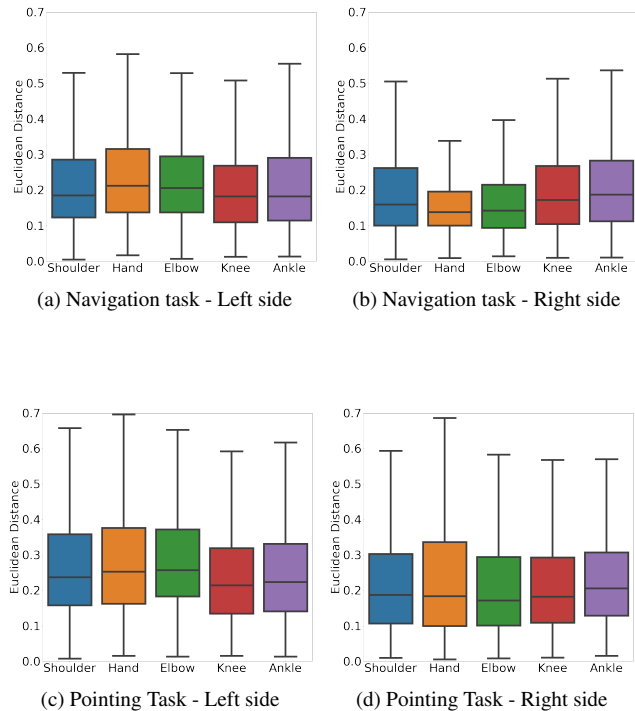 0.7
0.6
0.5
0.4
0.3
0.2
0.1
0.0
Euclidean Distance
Shoulder Hand Elbow Knee Ankle
(a) Navigation task - Left side
0.7
0.6
0.5
0.4
0.3
0.2
0.1
0.0
Euclidean Distance
Shoulder Hand Elbow Knee Ankle
(b) Navigation task - Right side
0.7
0.6
0.5
0.4
0.3
0.2
0.1
0.0
Euclidean Distance
Shoulder Hand Elbow Knee Ankle
(c) Pointing Task - Left side
0.7
0.6
0.5
0.4
0.3
0.2
0.1
0.0
Euclidean Distance
Shoulder Hand Elbow Knee Ankle
(d) Pointing Task - Right side